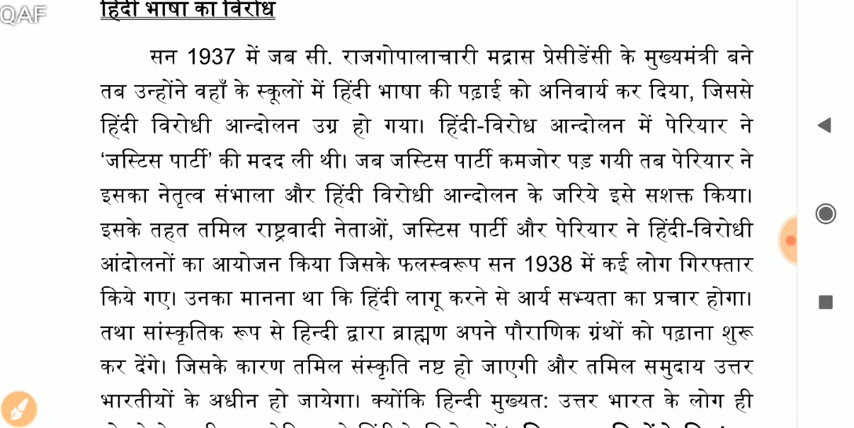 हिंदी भाषा का विरोध
QAF
सन 1937 में जब सी. राजगोपालाचारी मद्रास प्रेसीडेंसी के मुख्यमंत्री बने
तब उन्होंने वहाँ के स्कूलों में हिंदी भाषा की पढ़ाई को अनिवार्य कर दिया, जिससे
हिंदी विरोधी आन्दोलन उग्र हो गया। हिंदी-विरोध आन्दोलन में पेरियार ने
‘जस्टिस पार्टी’ की मदद ली थी। जब जस्टिस पार्टी कमजोर पड़ गयी तब पेरियार ने
इसका नेतृत्व संभाला और हिंदी विरोधी आन्दोलन के जरिये इसे सशक्त किया।
इसके तहत तमिल राष्ट्रवादी नेताओं, जस्टिस पार्टी और पेरियार ने हिंदी-विरोधी
आंदोलनों का आयोजन किया जिसके फलस्वरूप सन 1938 में कई लोग गिरफ्तार
किये गए। उनका मानना था कि हिंदी लागू करने से आर्य सभ्यता का प्रचार होगा।
तथा सांस्कृतिक रूप से हिन्दी द्वारा ब्राह्मण अपने पौराणिक ग्रंथों को पढ़ाना शुरू
कर देंगे। जिसके कारण तमिल संस्कृति नष्ट हो जाएगी और तमिल समुदाय उत्तर
भारतीयों के अधीन हो जायेगा। क्योंकि हिन्दी मुख्यत: उत्तर भारत के लोग ही